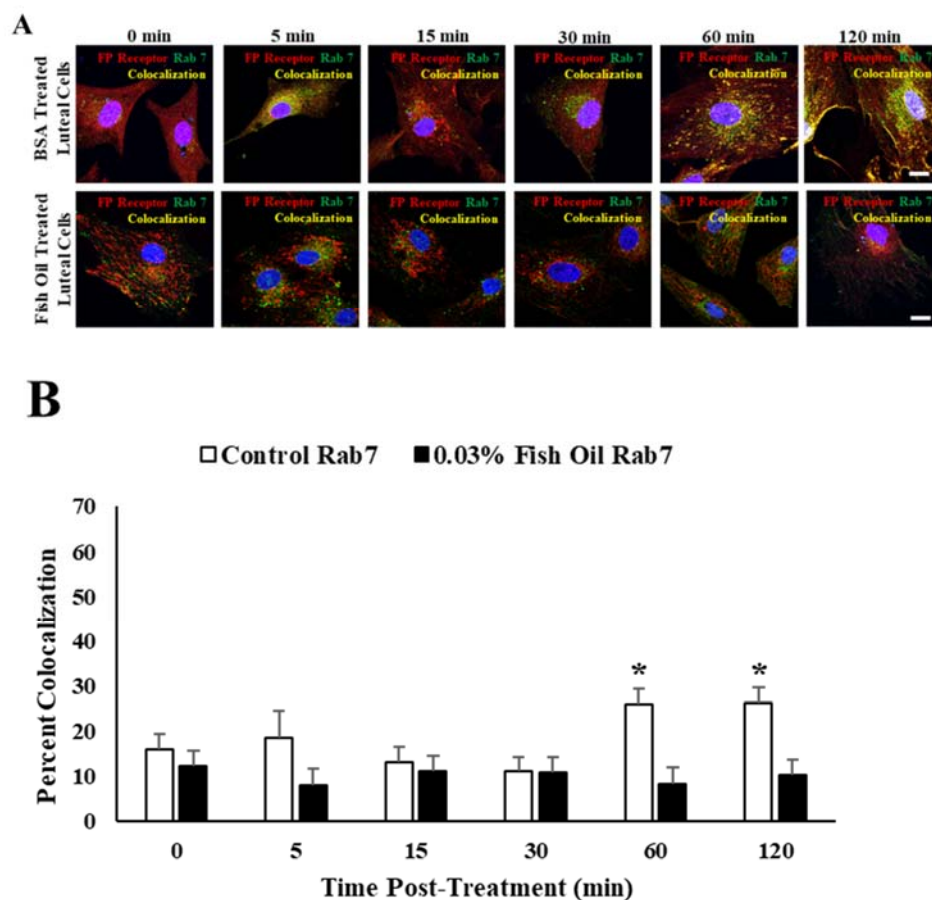 A
0 min 5 min 15 min 30 min 60 min 120 min
BSA Treated
Luteal Cells
FP Receptor Rab 7
Colocalization
FP Receptor Rab 7
Colocalization
FP Receptor Rab 7
Colocalization
FP Receptor Rab 7
Colocalization
FP Receptor Rab 7
Colocalization
FP Receptor Rab 7
Colocalization
Fish Oil Treated
Luteal Cells
FP Receptor Rab 7
Colocalization
FP Receptor Rab 7
Colocalization
FP Receptor Rab 7
Colocalization
FP Receptor Rab 7
Colocalization
FP Receptor Rab 7
Colocalization
FP Receptor Rab 7
Colocalization
B
Control Rab7 0.03% Fish Oil Rab7
Percent Colocalization
70
60
50
40
30
20
10
0
* *
0 5 15 30 60 120
Time Post-Treatment (min)